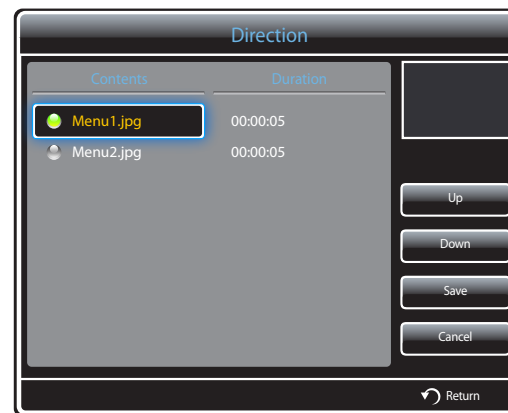 Direction
Contents Duration
Menu1.jpg 00:00:05
Menu2.jpg 00:00:05
Up
Down
Save
Cancel
Return